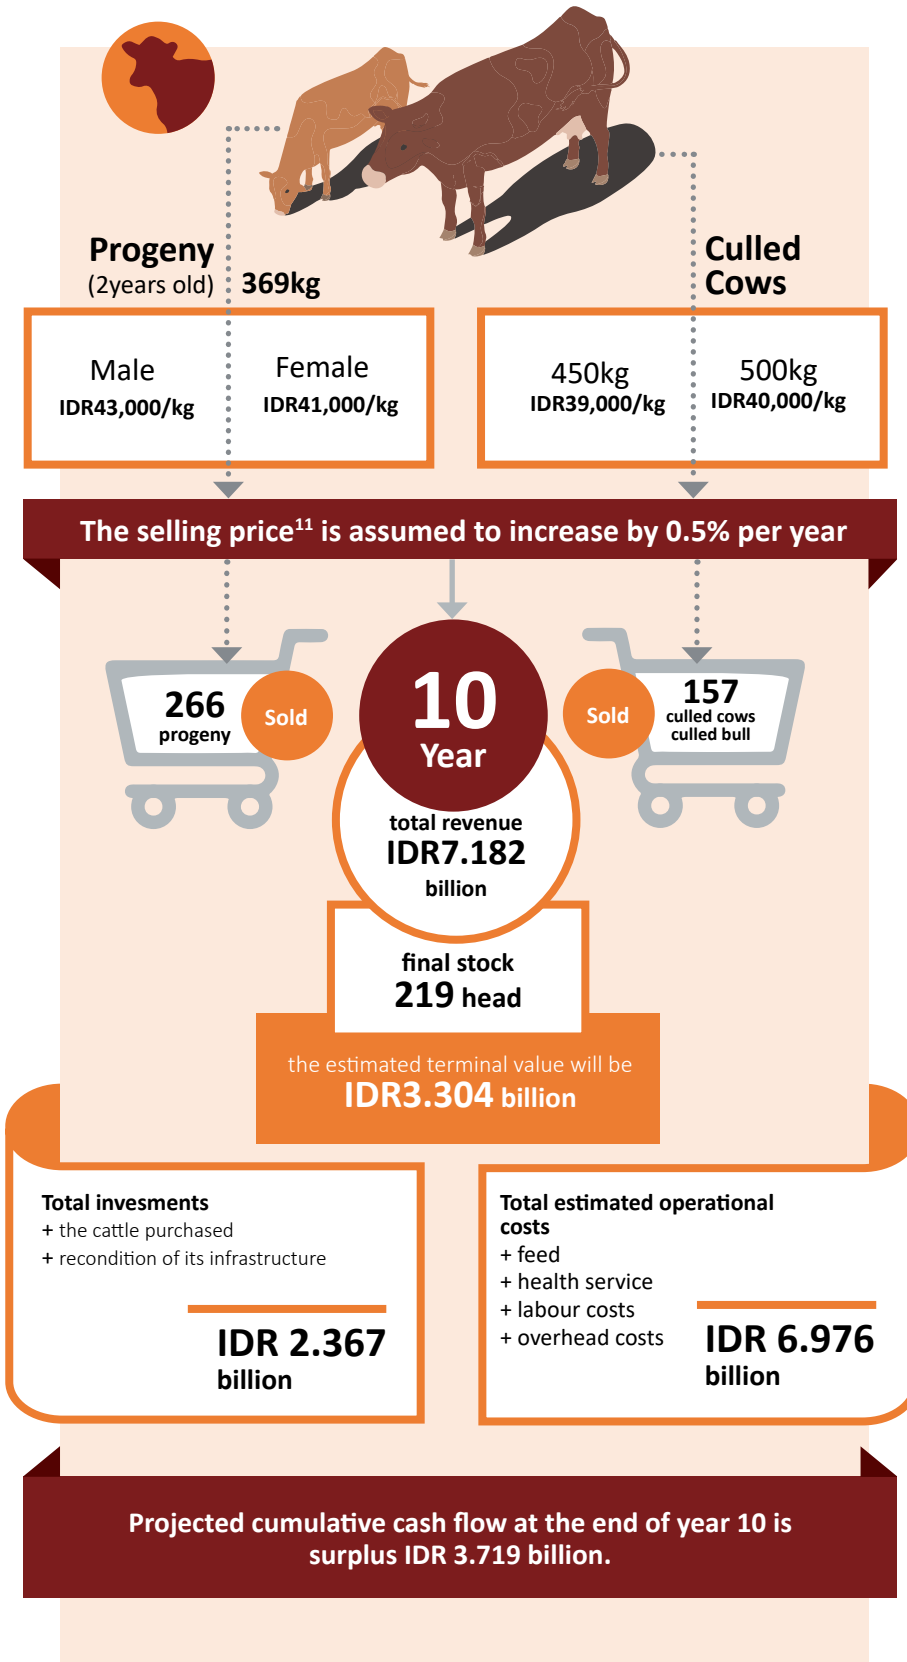 Progeny
(2years old)
369kg
Culled
Cows
Male
IDR43,000/kg
Female
IDR41,000/kg
450kg
IDR39,000/kg
500kg
IDR40,000/kg
The selling price¹¹ is assumed to increase by 0.5% per year
266
progeny
Sold
10
Year
Sold
157
culled cows
culled bull
total revenue
IDR7.182
billion
final stock
219 head
the estimated terminal value will be
IDR3.304 billion
Total invesments
+ the cattle purchased
+ recondition of its infrastructure
IDR 2.367
billion
Total estimated operational
costs
+ feed
+ health service
+ labour costs
+ overhead costs
IDR 6.976
billion
Projected cumulative cash flow at the end of year 10 is
surplus IDR 3.719 billion.